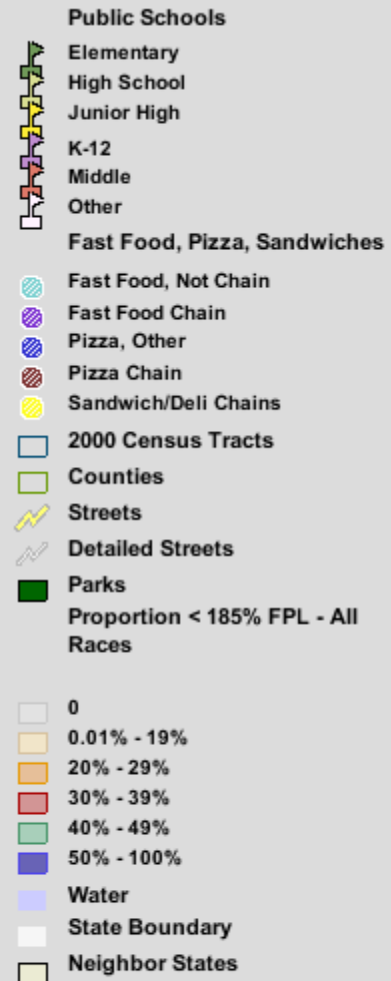 Public Schools
Elementary
High School
Junior High
K-12
Middle
Other
Fast Food, Pizza, Sandwiches
Fast Food, Not Chain
Fast Food Chain
Pizza, Other
Pizza Chain
Sandwich/Deli Chains
2000 Census Tracts
Counties
Streets
Detailed Streets
Parks
Proportion < 185% FPL - All
Races
0
0.01% - 19%
20% - 29%
30% - 39%
40% - 49%
50% - 100%
Water
State Boundary
Neighbor States